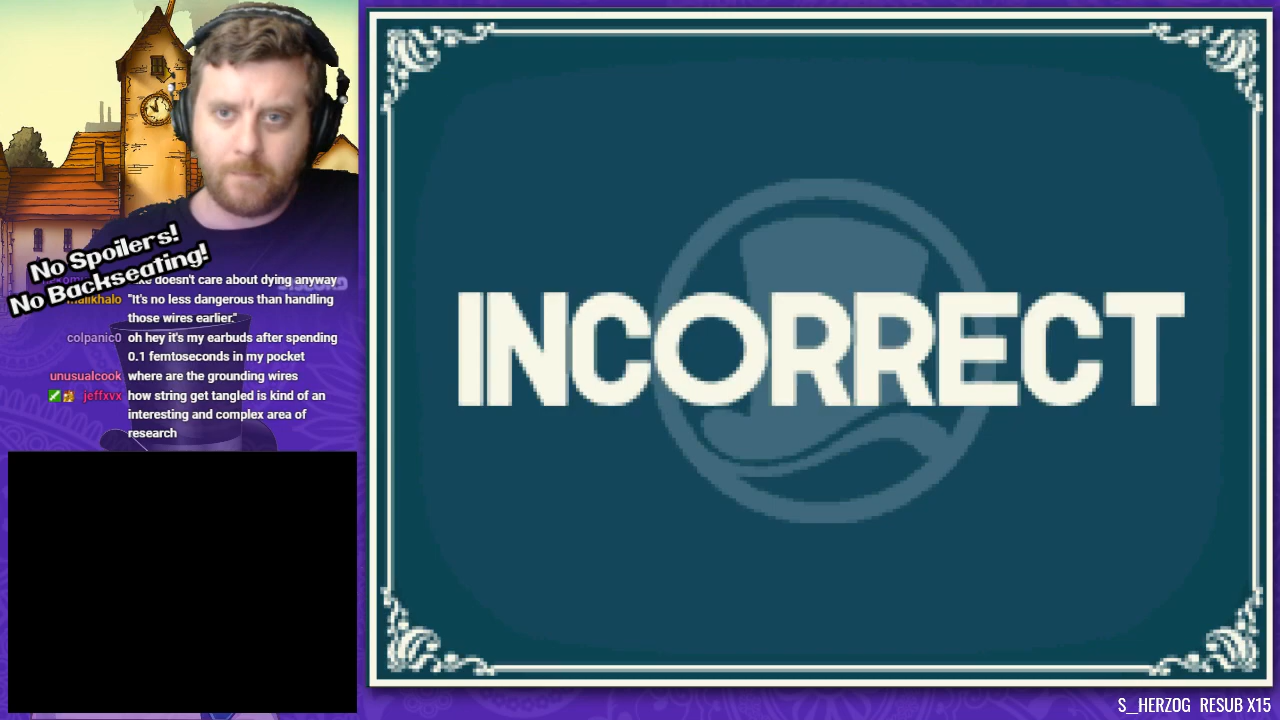 No Spoilers!
No Backseating!
doesn't care about dying anyway
malikhalo "It's no less dangerous than handling
those wires earlier."
colpanic0 oh hey it's my earbuds after spending
0.1 femtoseconds in my pocket
unusualcook where are the grounding wires
jeffxvx how string get tangled is kind of an
interesting and complex area of
research
INCORRECT
S__HERZOG RESUB X15